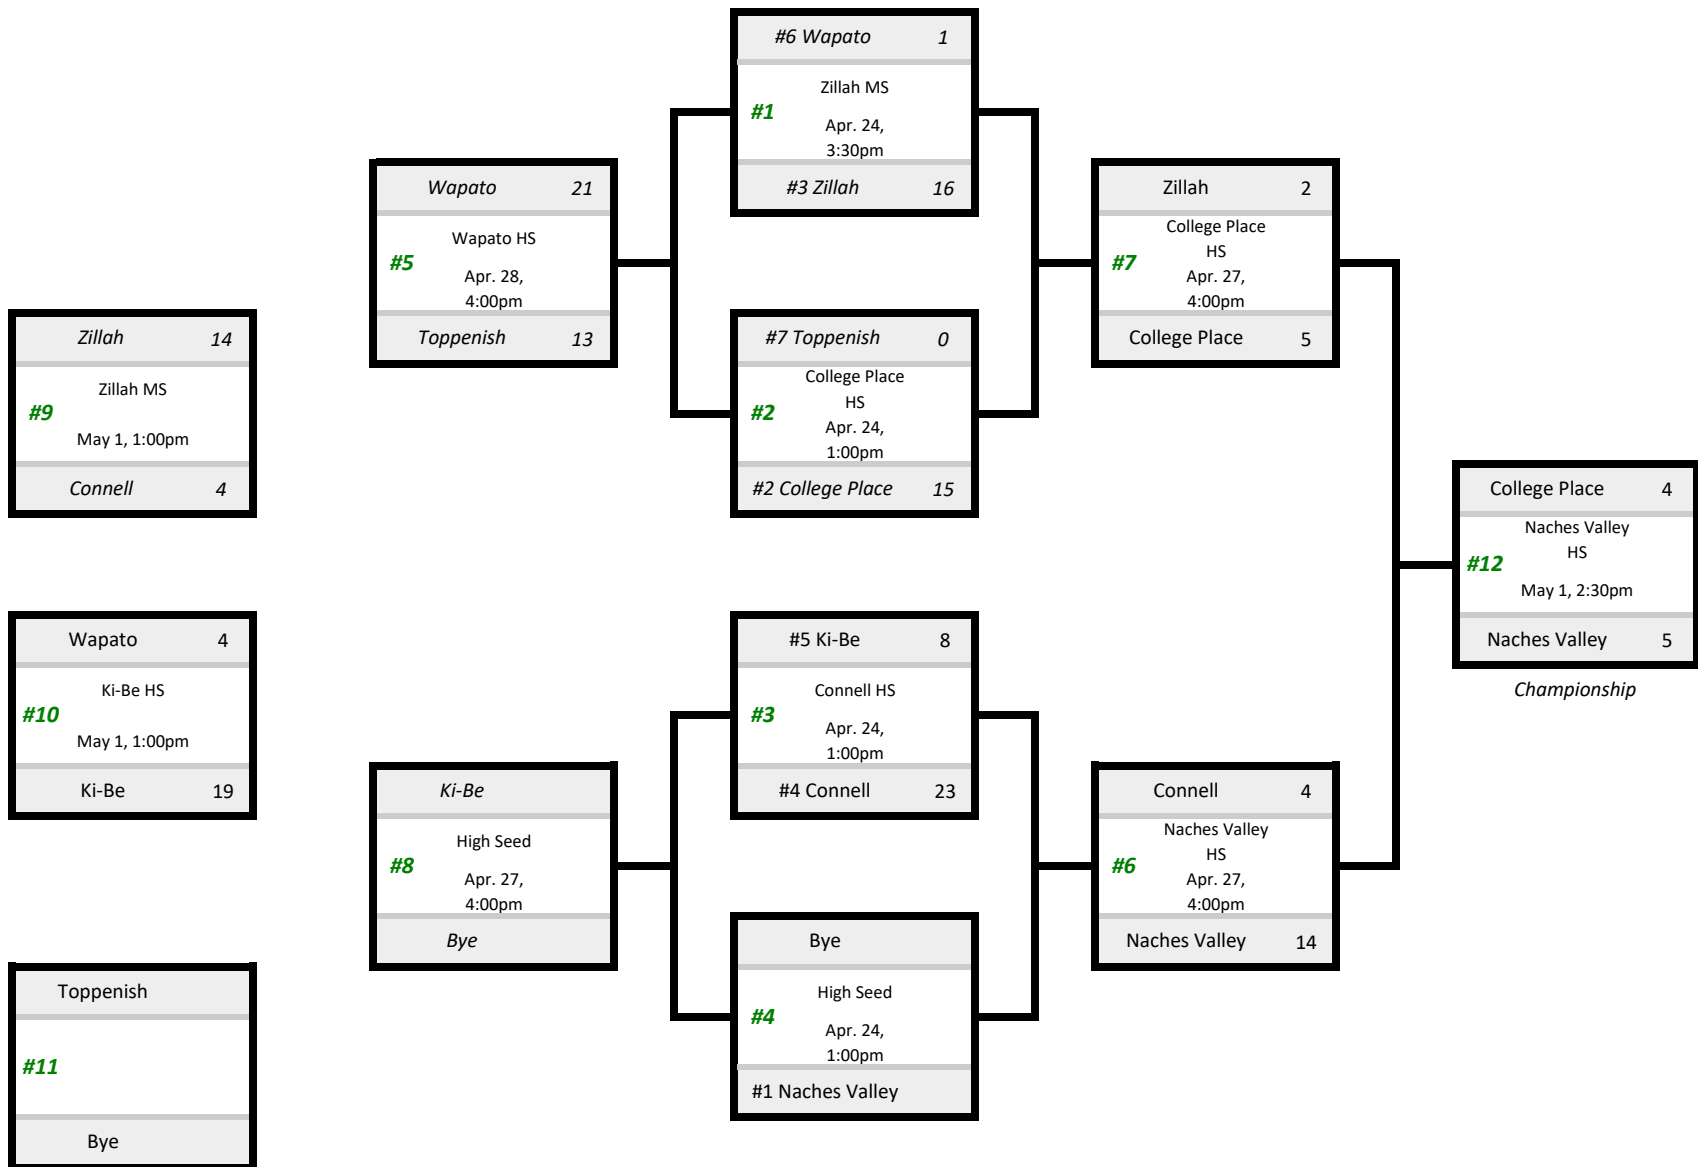 #6 Wapato 1
Zillah MS
#1
Apr. 24,
3:30pm
#3 Zillah 16
Wapato 21
Wapato HS
#5
Apr. 28,
4:00pm
Toppenish 13
Zillah 2
College Place
HS
#7
Apr. 27,
4:00pm
College Place 5
Zillah 14
Zillah MS
#9
May 1, 1:00pm
Connell 4
#7 Toppenish 0
College Place
HS
#2
Apr. 24,
1:00pm
#2 College Place 15
College Place 4
Naches Valley
HS
#12
May 1, 2:30pm
Naches Valley 5
Championship
Wapato 4
Ki-Be HS
#10
May 1, 1:00pm
Ki-Be 19
#5 Ki-Be 8
Connell HS
#3
Apr. 24,
1:00pm
#4 Connell 23
Ki-Be
High Seed
#8
Apr. 27,
4:00pm
Bye
Connell 4
Naches Valley
HS
#6
Apr. 27,
4:00pm
Naches Valley 14
Bye
High Seed
#4
Apr. 24,
1:00pm
#1 Naches Valley
Toppenish
#11
Bye